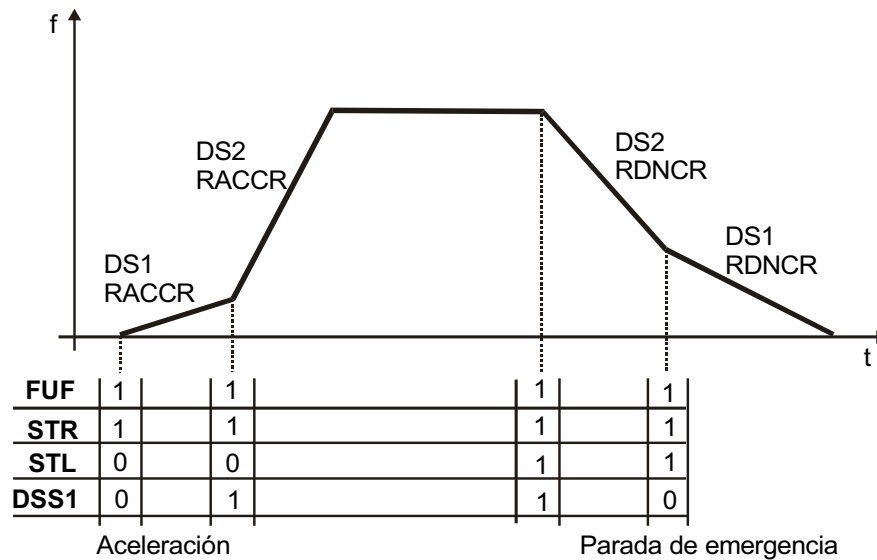 f
DS2
RACCR
DS2
RDNCR
DS1
RACCR
DS1
RDNCR
t
FUF 1 1 1 1
STR 1 1 1 1
STL 0 0 1 1
DSS1 0 1 1 0
Aceleración Parada de emergencia